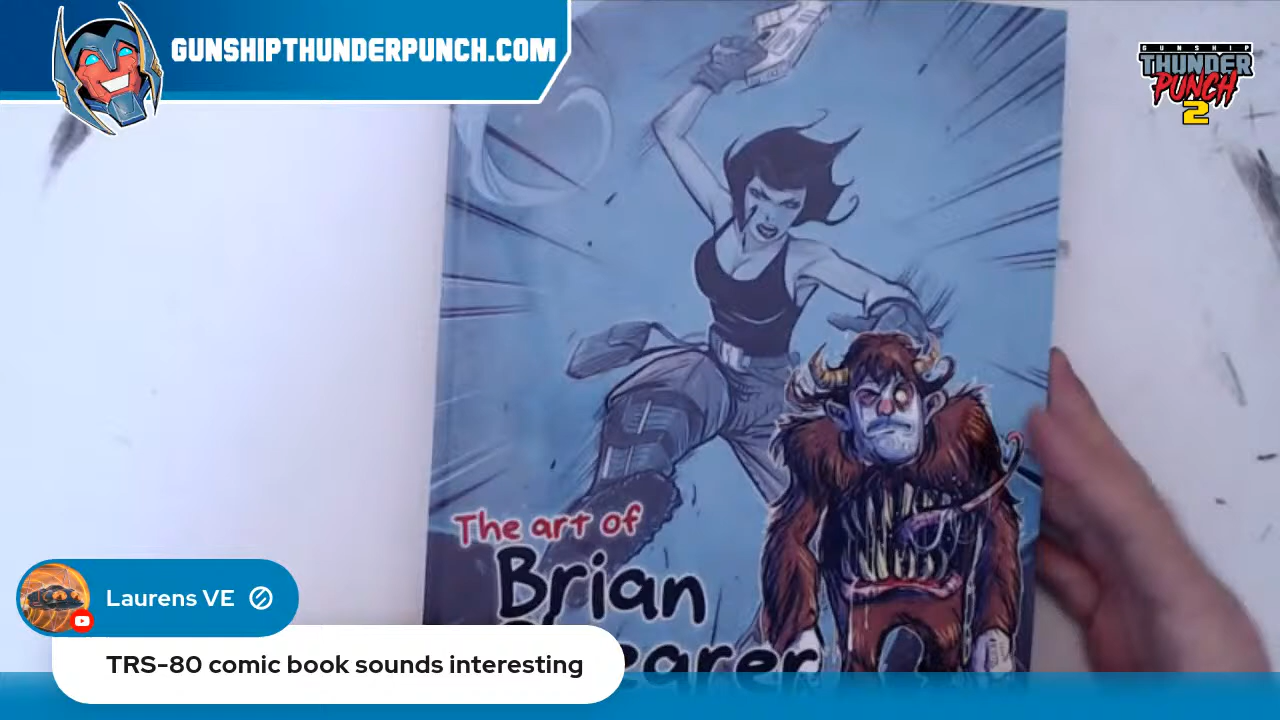 GUNSHIPTHUNDERPUNCH.COM
GUNSHIP
THUNDER
PUNCH
2
The art of
Brian
Laurens VE
TRS-80 comic book sounds interesting